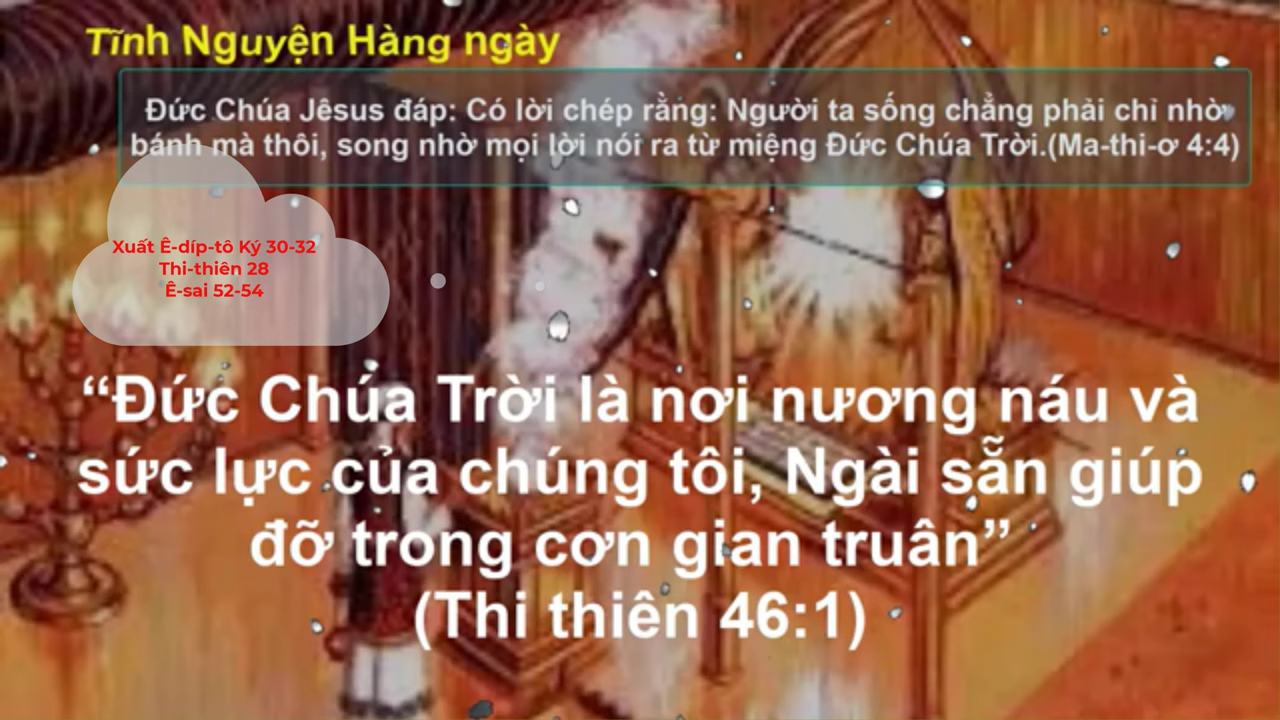 Tĩnh Nguyện Hàng ngày
Đức Chúa Jêsus đáp: Có lời chép rằng: Người ta sống chẳng phải chỉ nhờ
bánh mà thôi, song nhờ mọi lời nói ra từ miệng Đức Chúa Trời.(Ma-thi-ơ 4:4)
Xuất Ê-díp-tô Ký 30-32
Thi-thiên 28
Ê-sai 52-54
“Đức Chúa Trời là nơi nương náu và
sức lực của chúng tôi, Ngài sẵn giúp
đỡ trong cơn gian truân”
(Thi thiên 46:1)